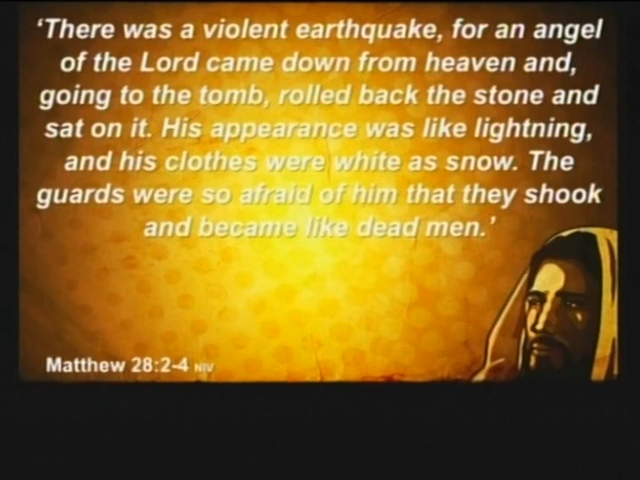 ‘There was a violent earthquake, for an angel
of the Lord came down from heaven and,
going to the tomb, rolled back the stone and
sat on it. His appearance was like lightning,
and his clothes were white as snow. The
guards were so afraid of him that they shook
and became like dead men.’
Matthew 28:2-4 NIV